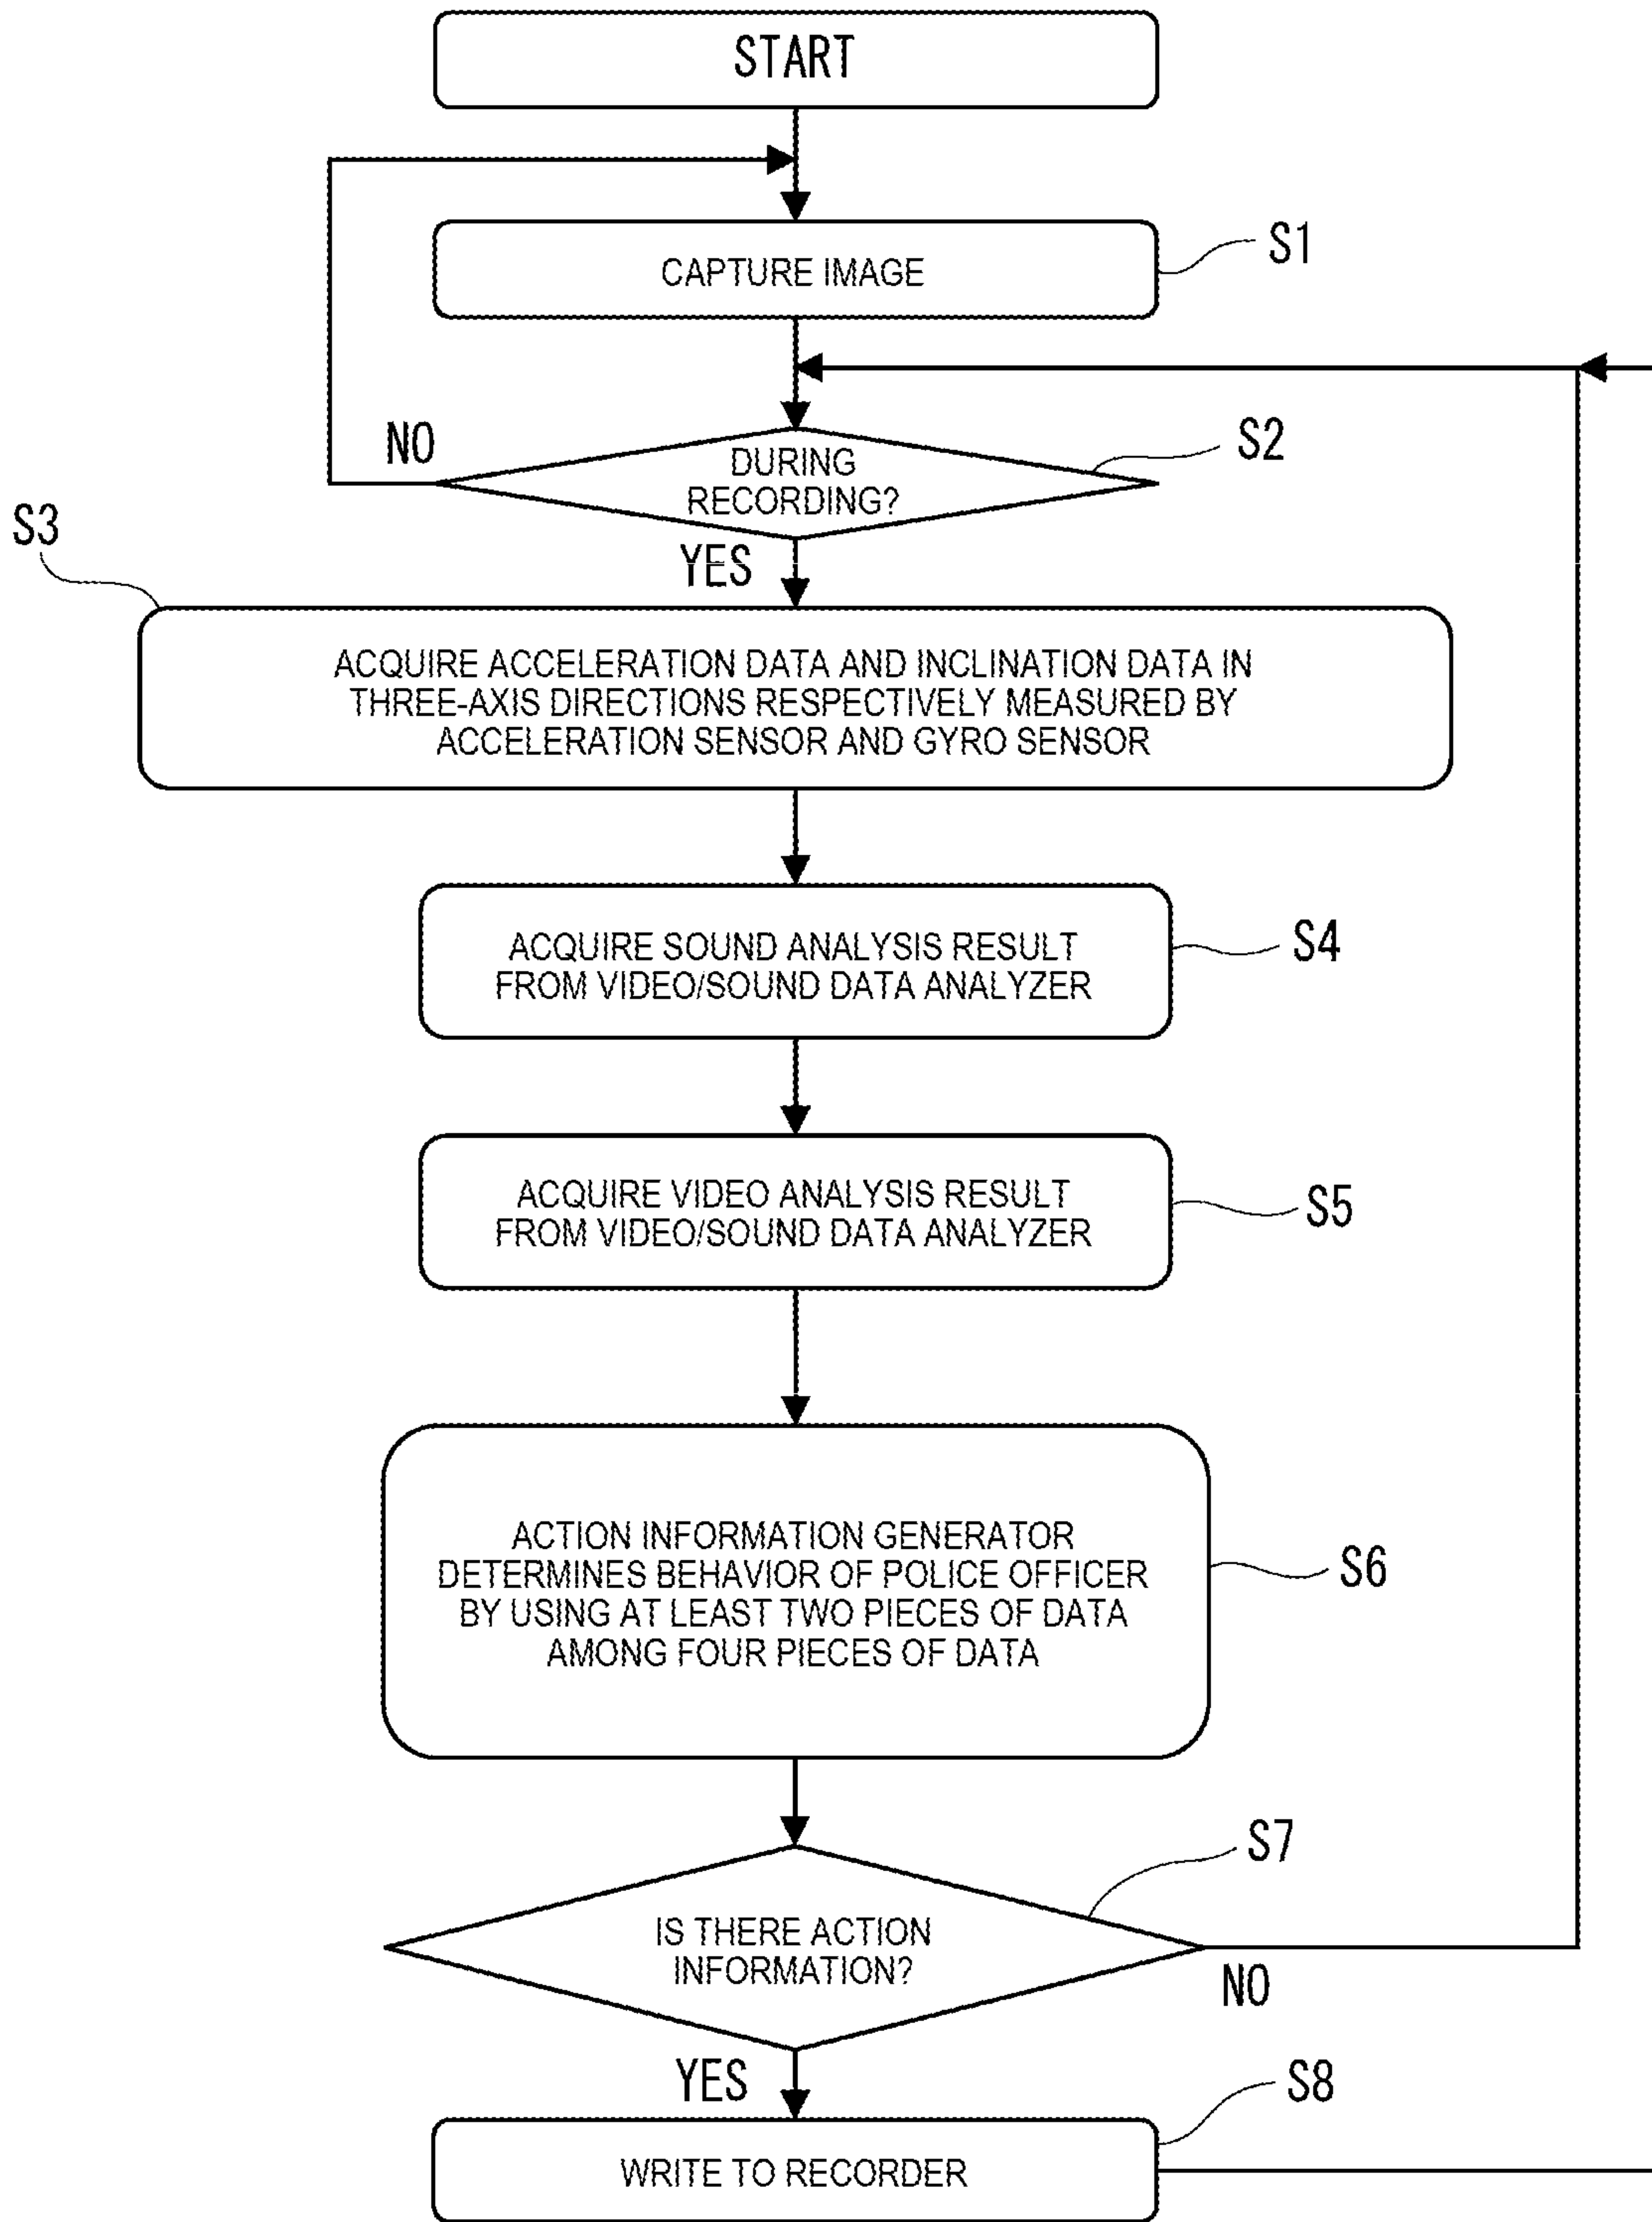 START
CAPTURE IMAGE
S1
NO
DURING
RECORDING?
S2
YES
S3
ACQUIRE ACCELERATION DATA AND INCLINATION DATA IN
THREE-AXIS DIRECTIONS RESPECTIVELY MEASURED BY
ACCELERATION SENSOR AND GYRO SENSOR
ACQUIRE SOUND ANALYSIS RESULT
FROM VIDEO/SOUND DATA ANALYZER
S4
ACQUIRE VIDEO ANALYSIS RESULT
FROM VIDEO/SOUND DATA ANALYZER
S5
ACTION INFORMATION GENERATOR
DETERMINES BEHAVIOR OF POLICE OFFICER
BY USING AT LEAST TWO PIECES OF DATA
AMONG FOUR PIECES OF DATA
S6
S7
IS THERE ACTION
INFORMATION?
NO
YES
S8
WRITE TO RECORDER